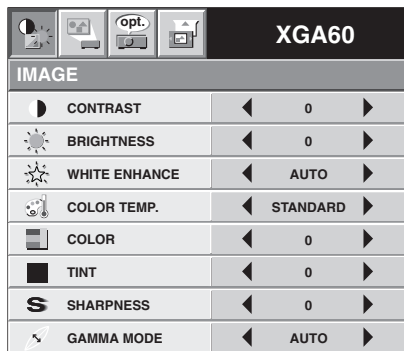 opt.
XGA60
IMAGE
CONTRAST 0
BRIGHTNESS 0
WHITE ENHANCE AUTO
COLOR TEMP. STANDARD
COLOR 0
TINT 0
SHARPNESS 0
GAMMA MODE AUTO